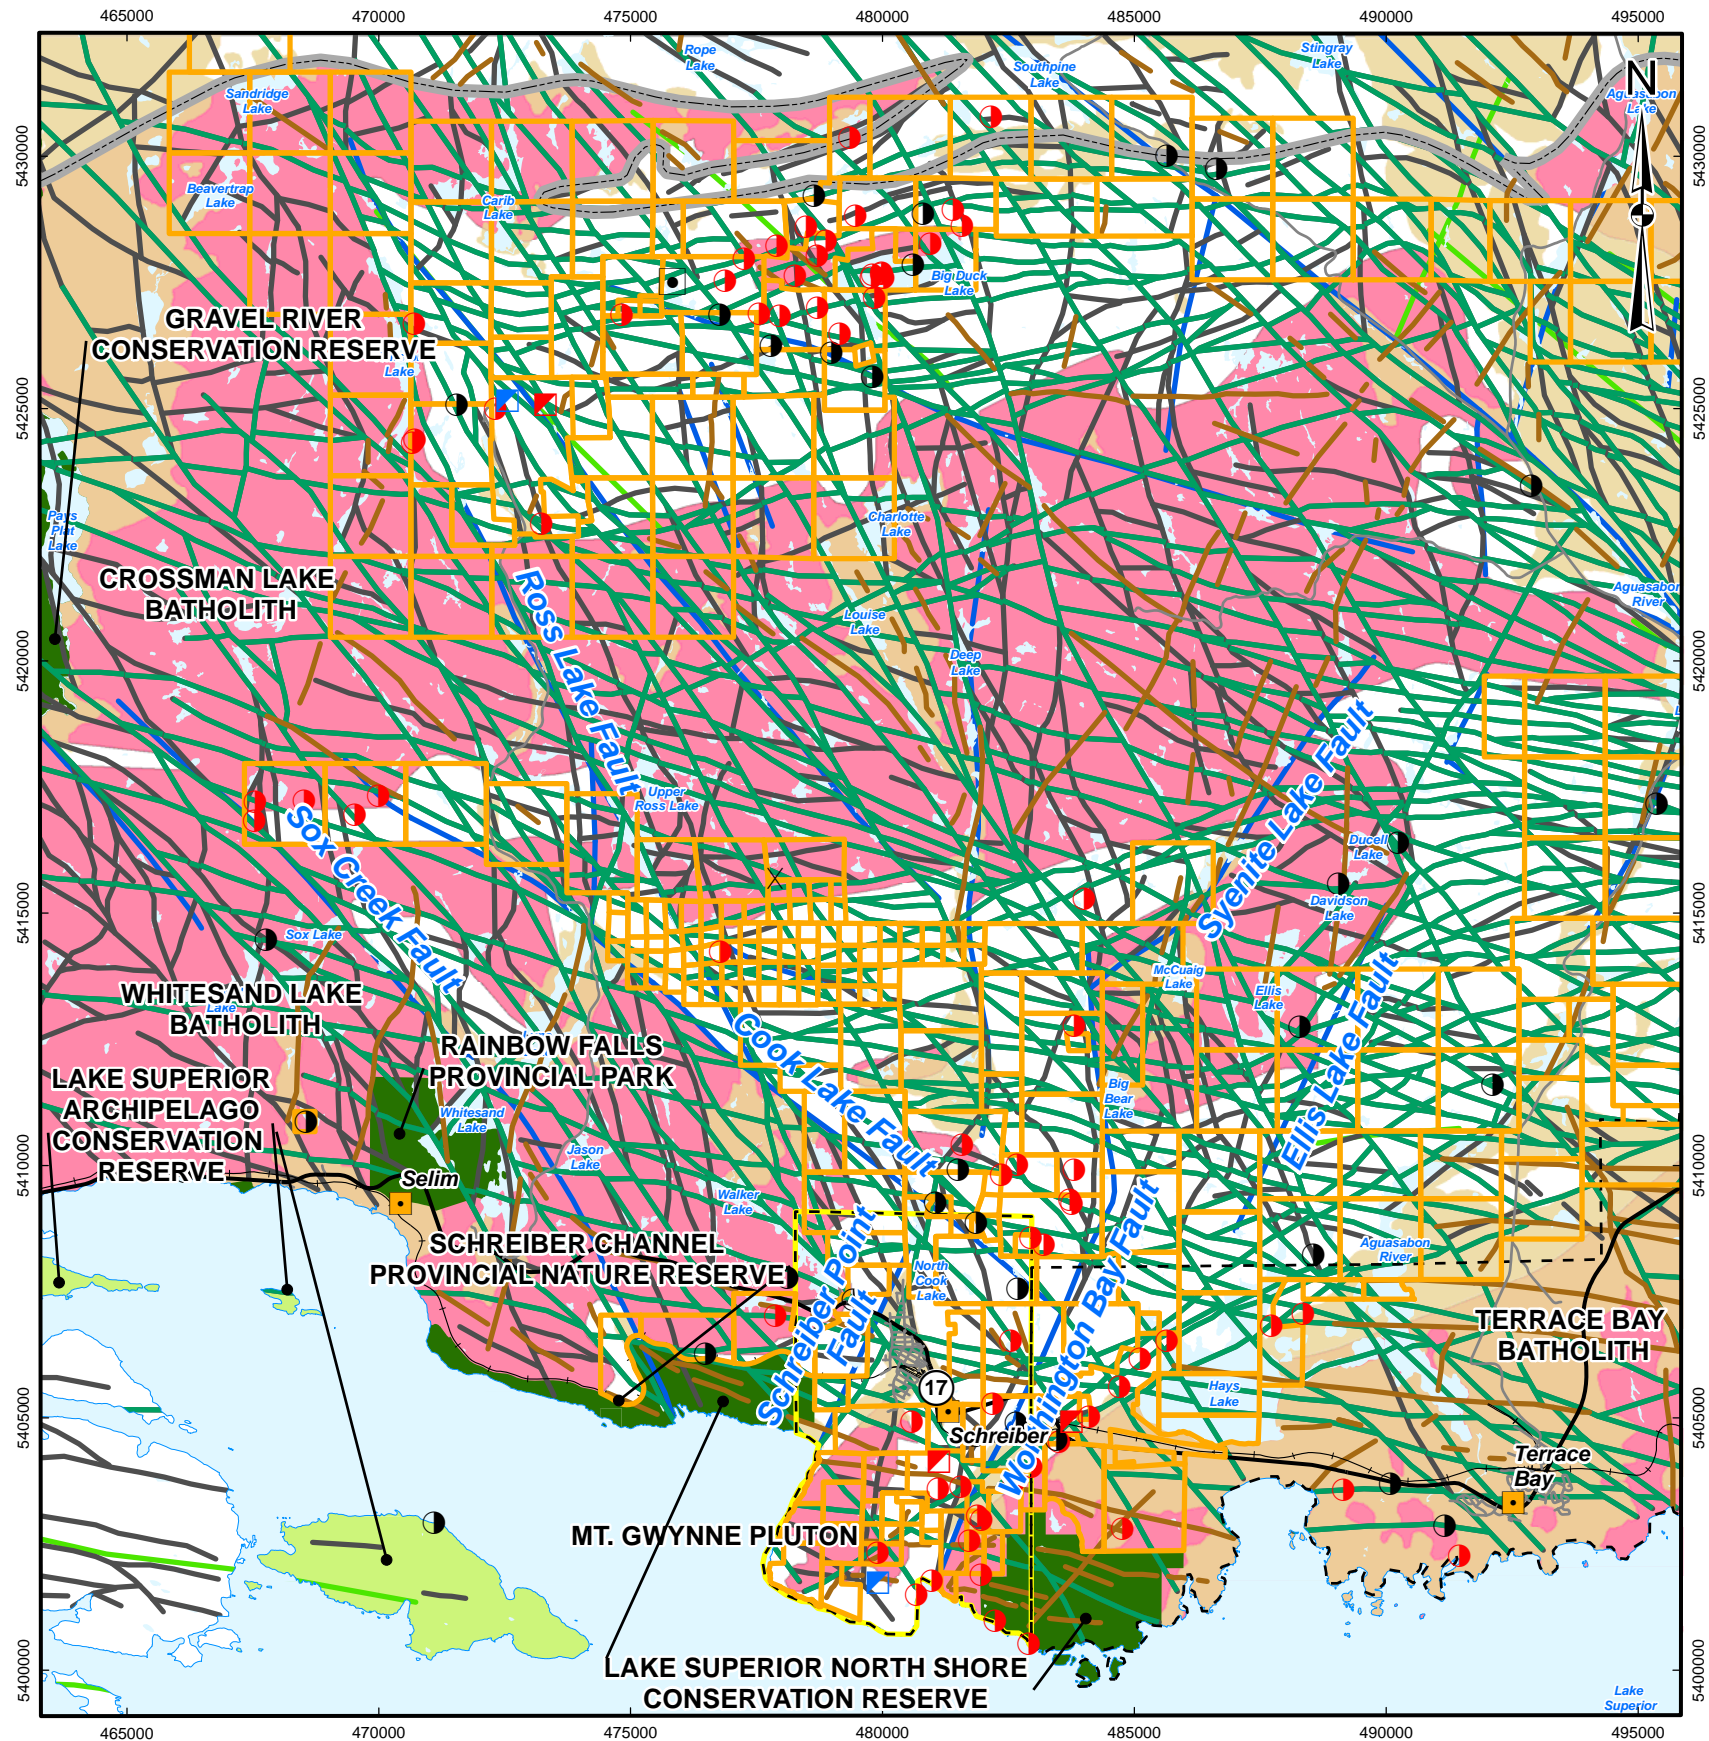 465000
470000
475000
480000
485000
490000
495000
Rope
Lake
Southpine
Lake
Stingray
Lake
N
Sandridge
Lake
Aguasabon
Lake
5430000
5430000
Beavertrap
Lake
Carib
Lake
Big Duck
Lake
GRAVEL RIVER
CONSERVATION RESERVE
Lake
5425000
5425000
Pays
Plat
Lake
Charlotte
Lake
CROSSMAN LAKE
BATHOLITH
Ross Lake Fault
Louise
Lake
Aguasabon
River
Deep
Lake
5420000
5420000
Syenite Lake Fault
Upper
Ross Lake
Sox Creek Fault
Ducell
Lake
Davidson
Lake
5415000
5415000
Sox Lake
McCuaig
Lake
Ellis
Lake
WHITESAND LAKE
BATHOLITH
Lake
Cook Lake Fault
Ellis Lake Fault
RAINBOW FALLS
PROVINCIAL PARK
LAKE SUPERIOR
ARCHIPELAGO
CONSERVATION
RESERVE
Whitesand
Lake
Big
Bear
Lake
5410000
5410000
Jason
Lake
Selim
Walker
Lake
SCHREIBER CHANNEL
PROVINCIAL NATURE RESERVE
Schreiber Point
Fault
North
Cook
Lake
Worthington Bay Fault
Aguasabon
River
TERRACE BAY
BATHOLITH
17
Hays
Lake
5405000
5405000
Schreiber
Terrace
Bay
MT. GWYNNE PLUTON
LAKE SUPERIOR NORTH SHORE
CONSERVATION RESERVE
5400000
5400000
Lake
Superior
465000
470000
475000
480000
485000
490000
495000